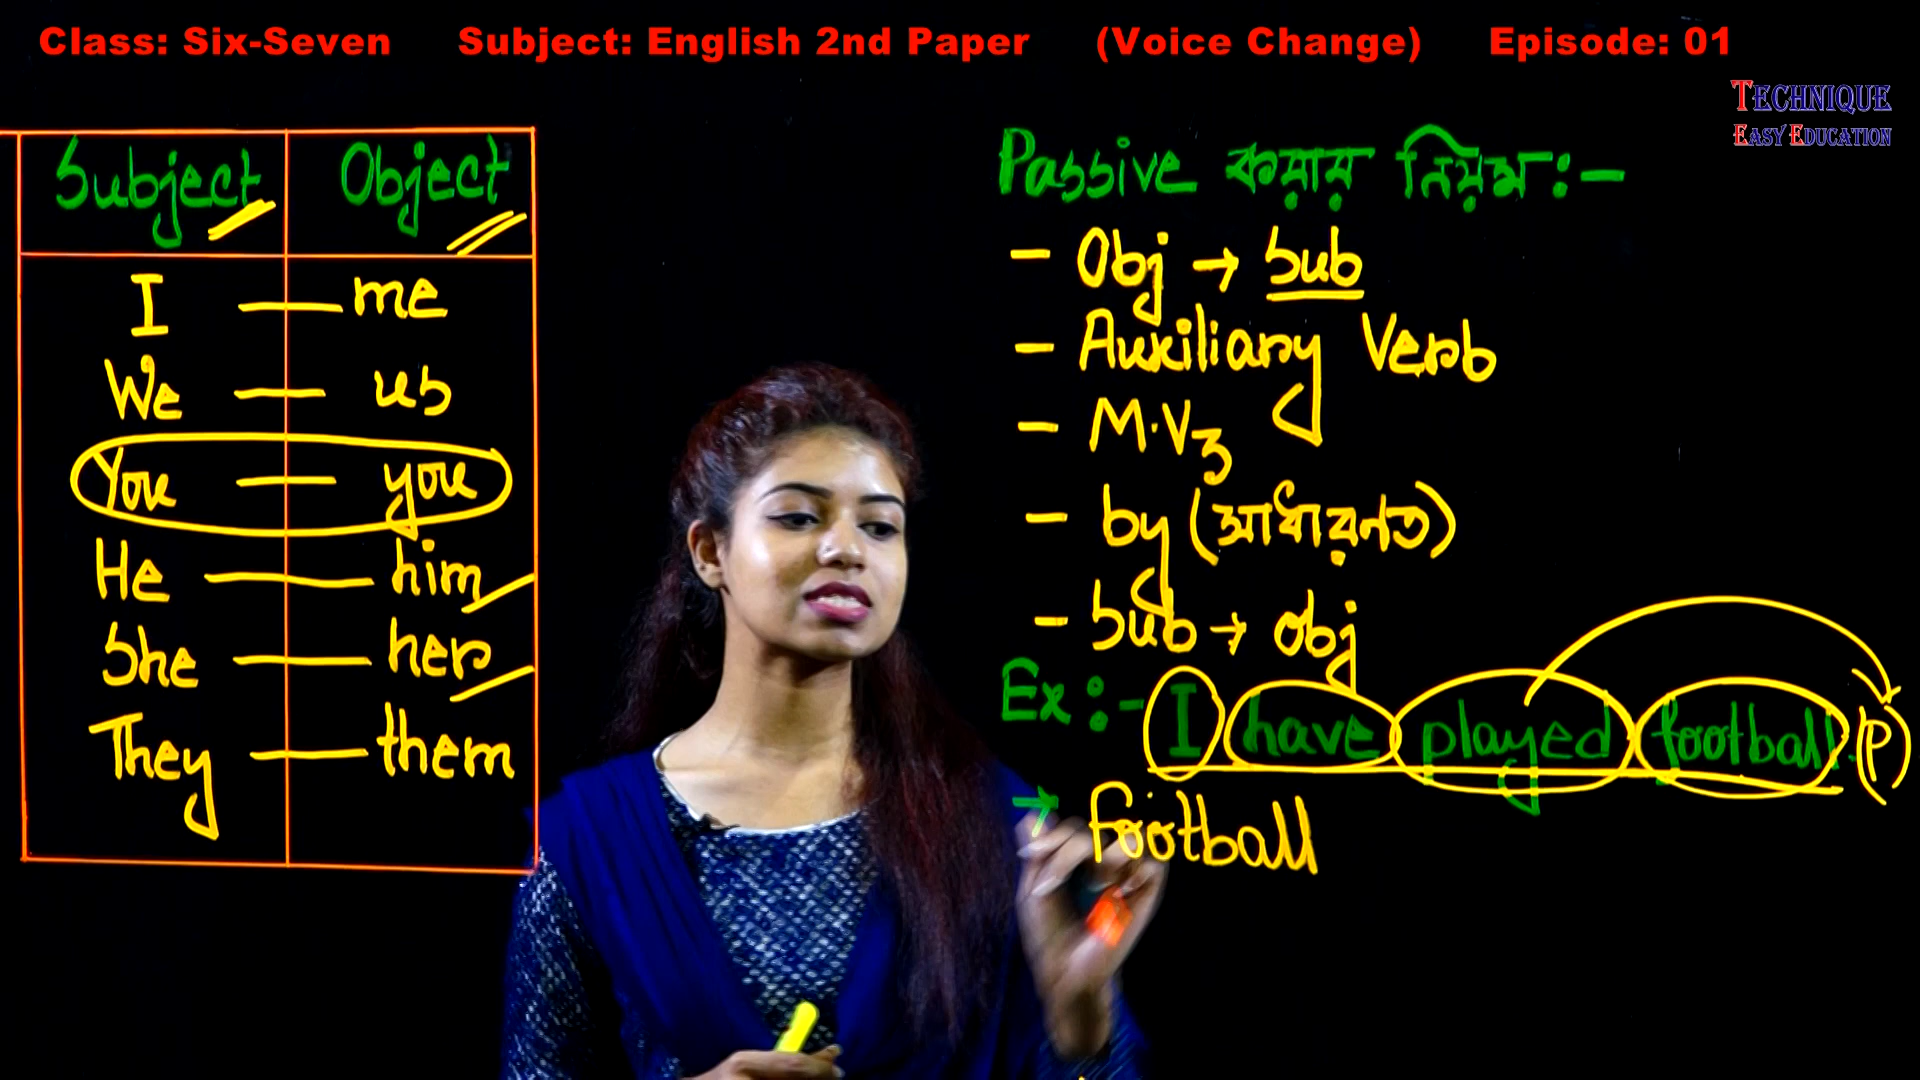 Class: Six-Seven Subject: English 2nd Paper (Voice Change) Episode: 01
TECHNIQUE
EASY EDUCATION
Subject Object
I — me
We — us
You — you
He — him
She — her
They — them
Passive করার নিয়ম :-
- Obj → Sub
- Auxiliary Verb
- M.V3
- by (সাধারনত)
- Sub → Obj
Ex :- I have played football. (P)
→ Football